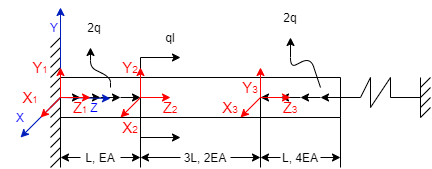 Y
2q
ql
2q
Y1
Y2
Y3
X1
Z1
Z
Z2
X3
Z3
X
X2
L, EA
3L, 2EA
L, 4EA